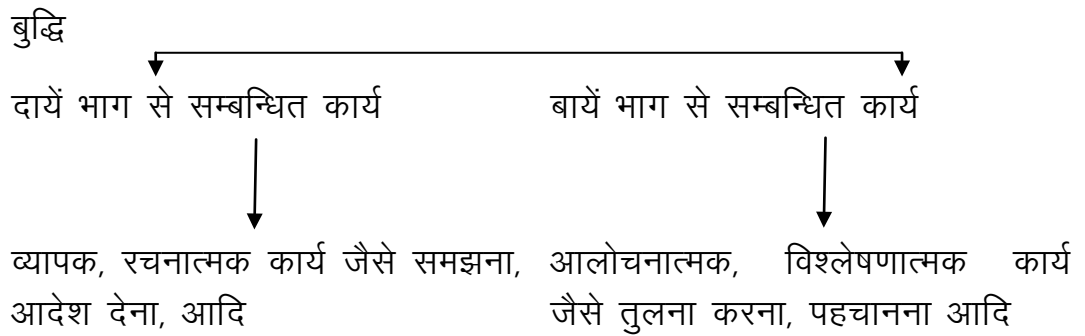 बुद्धि
दायें भाग से सम्बन्धित कार्य
बायें भाग से सम्बन्धित कार्य
व्यापक, रचनात्मक कार्य जैसे समझना,
आदेश देना, आदि
आलोचनात्मक, विश्लेषणात्मक कार्य
जैसे तुलना करना, पहचानना आदि